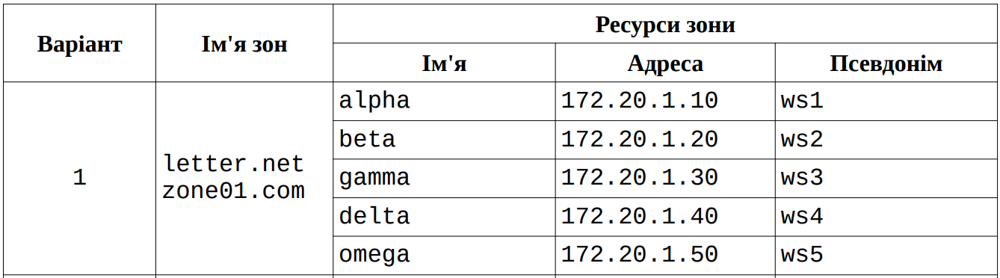 Варіант
Ім'я зон
Ресурси зони
Ім'я
Адреса
Псевдонім
1
letter.net
zone01.com
alpha 172.20.1.10 ws1
beta 172.20.1.20 ws2
gamma 172.20.1.30 ws3
delta 172.20.1.40 ws4
omega 172.20.1.50 ws5